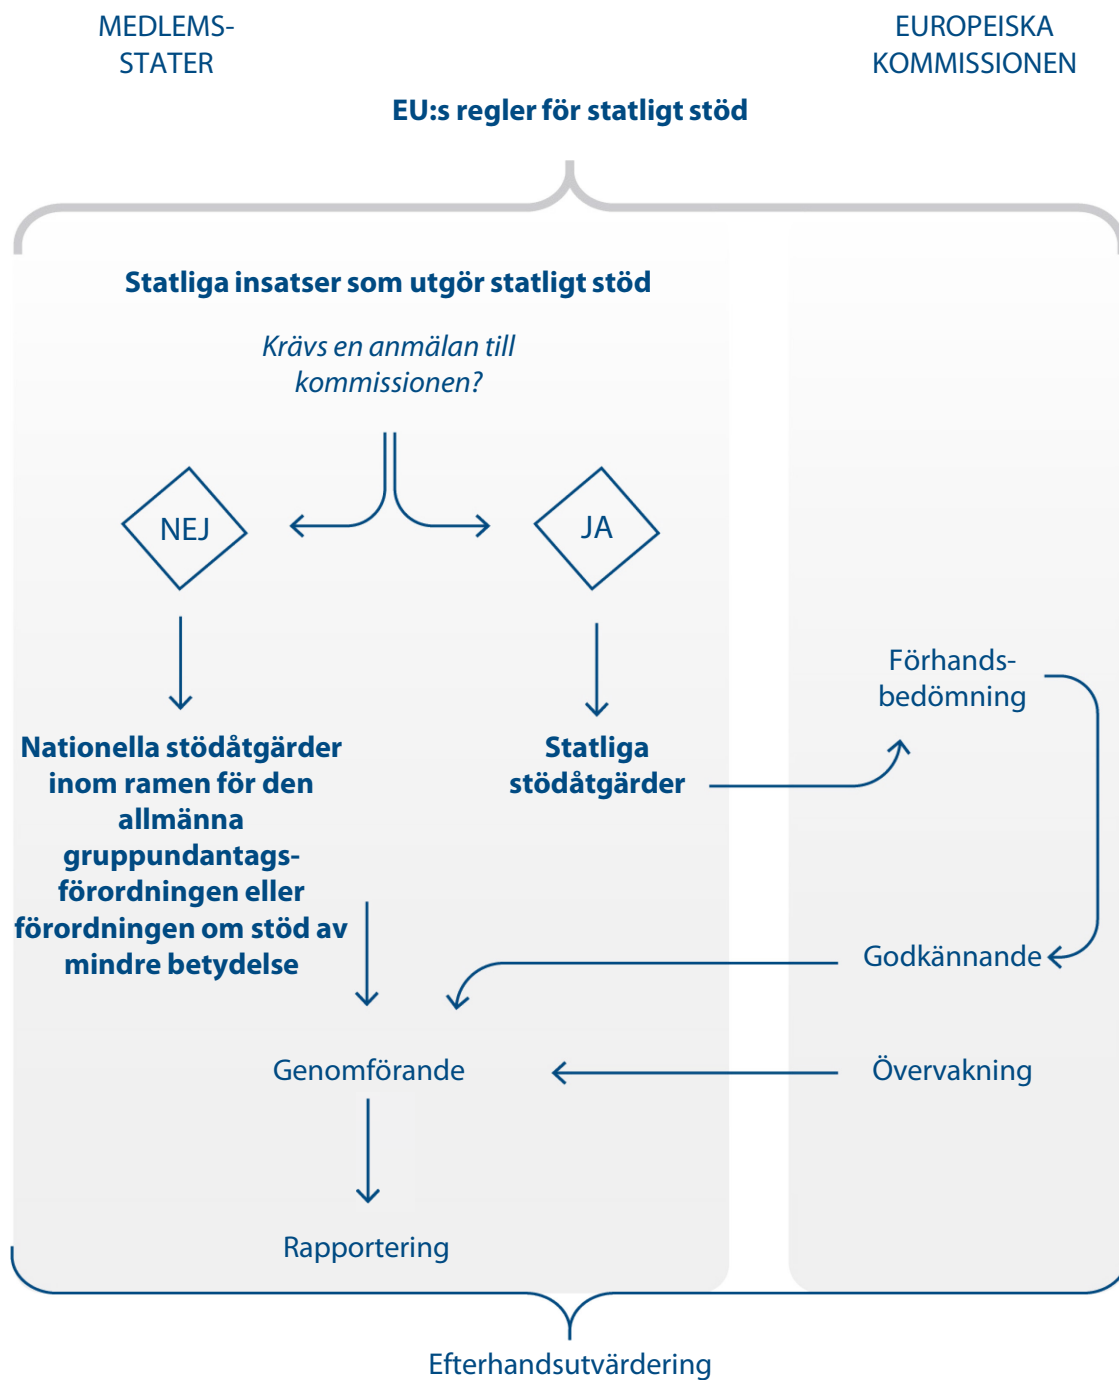 MEDLEMS-
STATER
EUROPEISKA
KOMMISSIONEN
EU:s regler för statligt stöd
Statliga insatser som utgör statligt stöd
Krävs en anmälan till
kommissionen?
NEJ
JA
Förhands-
bedömning
Nationella stödåtgärder
inom ramen för den
allmänna
gruppundantags-
förordningen eller
förordningen om stöd av
mindre betydelse
Statliga
stödåtgärder
Godkännande
Genomförande
Övervakning
Rapportering
Efterhandsutvärdering